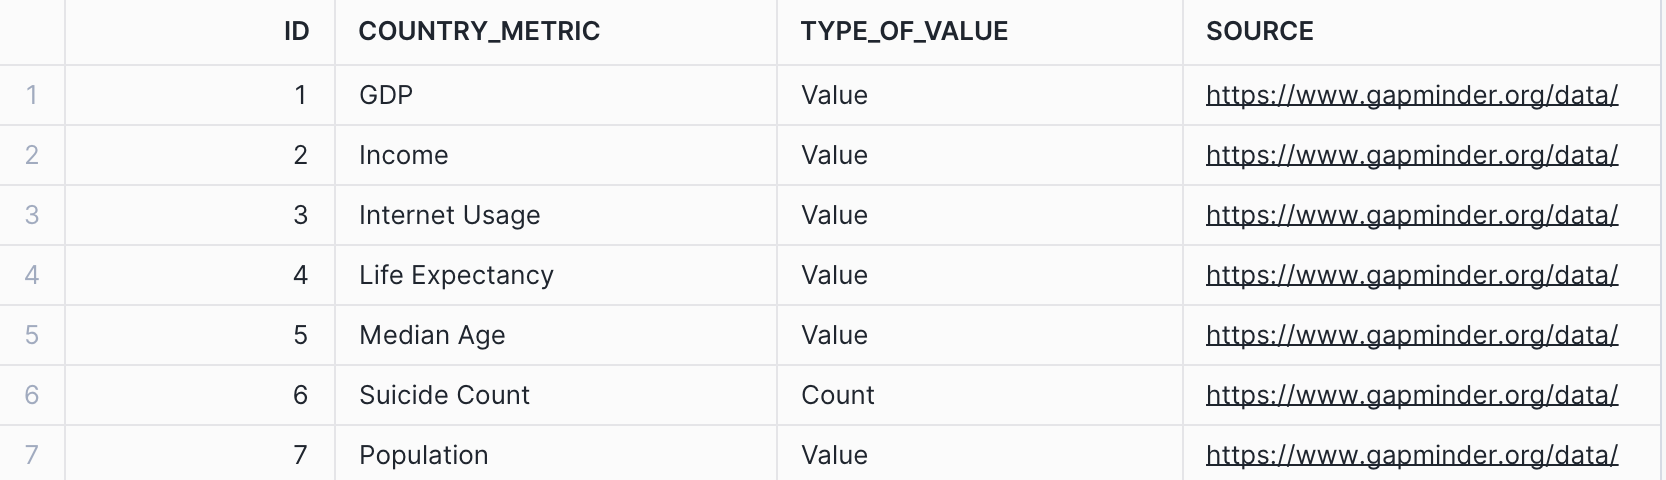 ID COUNTRY_METRIC TYPE_OF_VALUE SOURCE
1 1 GDP Value https://www.gapminder.org/data/
2 2 Income Value https://www.gapminder.org/data/
3 3 Internet Usage Value https://www.gapminder.org/data/
4 4 Life Expectancy Value https://www.gapminder.org/data/
5 5 Median Age Value https://www.gapminder.org/data/
6 6 Suicide Count Count https://www.gapminder.org/data/
7 7 Population Value https://www.gapminder.org/data/